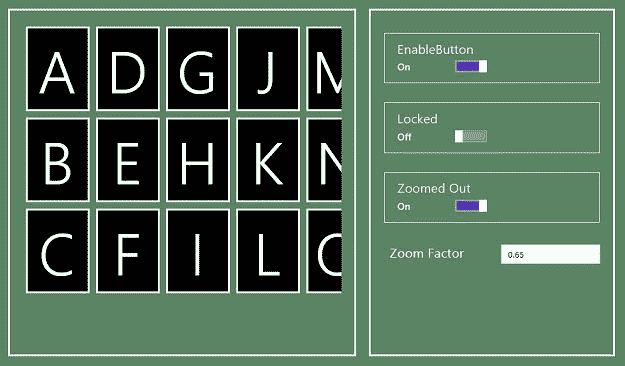 A D G J M
B E H K N
C F I L O
EnableButton
On
Locked
Off
Zoomed Out
On
Zoom Factor 0.65